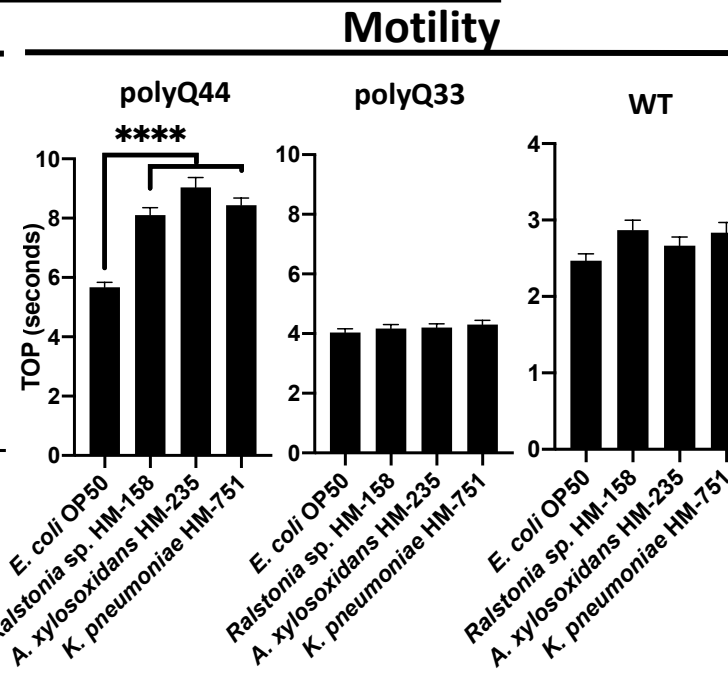 Motility
polyQ44
****
TOP (seconds)
10
8
6
4
2
0
E. coli OP50
Ralstonia sp. HM-158
A. xylosoxidans HM-235
K. pneumoniae HM-751
polyQ33
10
8
6
4
2
0
E. coli OP50
Ralstonia sp. HM-158
A. xylosoxidans HM-235
K. pneumoniae HM-751
WT
4
3
2
1
0
E. coli OP50
Ralstonia sp. HM-158
A. xylosoxidans HM-235
K. pneumoniae HM-751